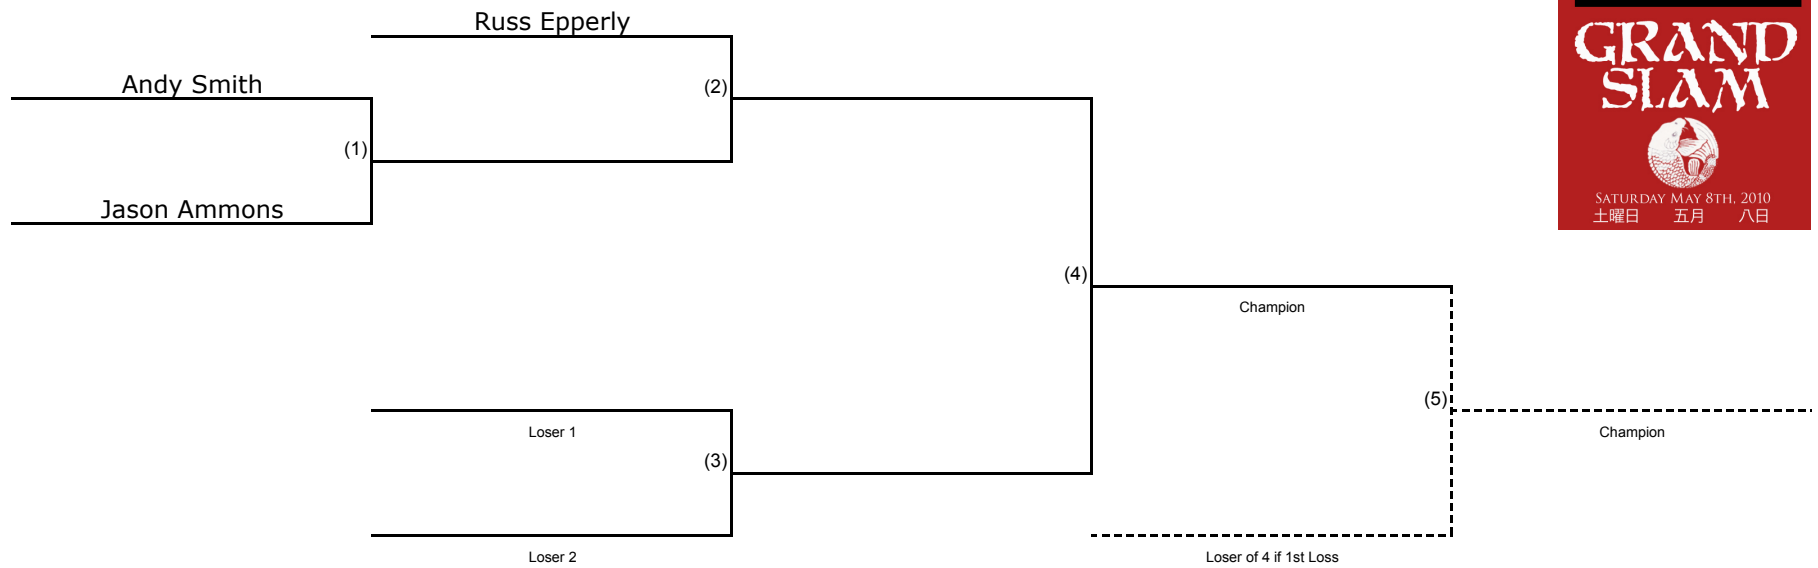 Russ Epperly
Andy Smith
(2)
(1)
Jason Ammons
(4)
Champion
(5)
Loser 1
Champion
(3)
Loser 2
Loser of 4 if 1st Loss
GRAND
SLAM
SATURDAY MAY 8TH, 2010
土曜日 五月 八日